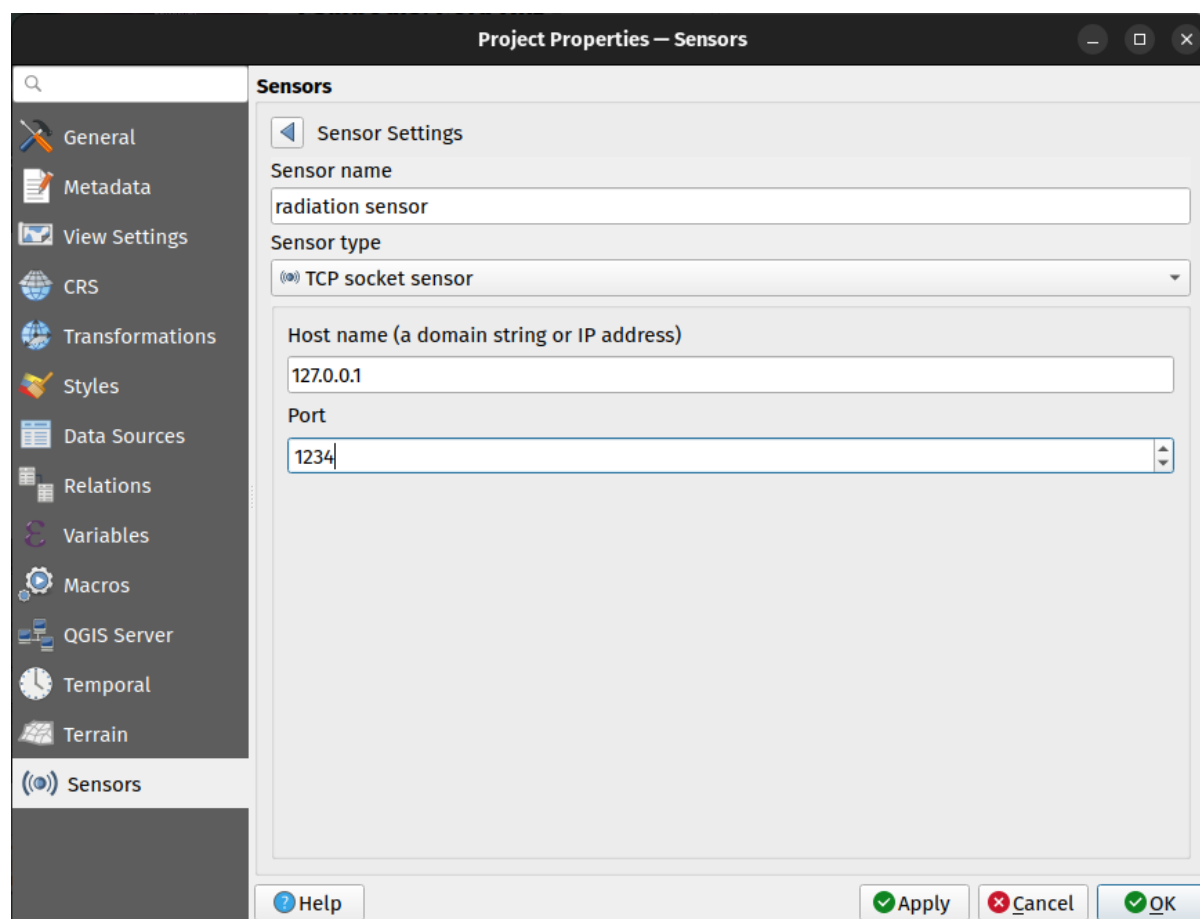 Project Properties — Sensors
General
Metadata
View Settings
CRS
Transformations
Styles
Data Sources
Relations
Variables
Macros
QGIS Server
Temporal
Terrain
Sensors
Sensors
Sensor Settings
Sensor name
radiation sensor
Sensor type
TCP socket sensor
Host name (a domain string or IP address)
127.0.0.1
Port
1234
Help
Apply
Cancel
OK